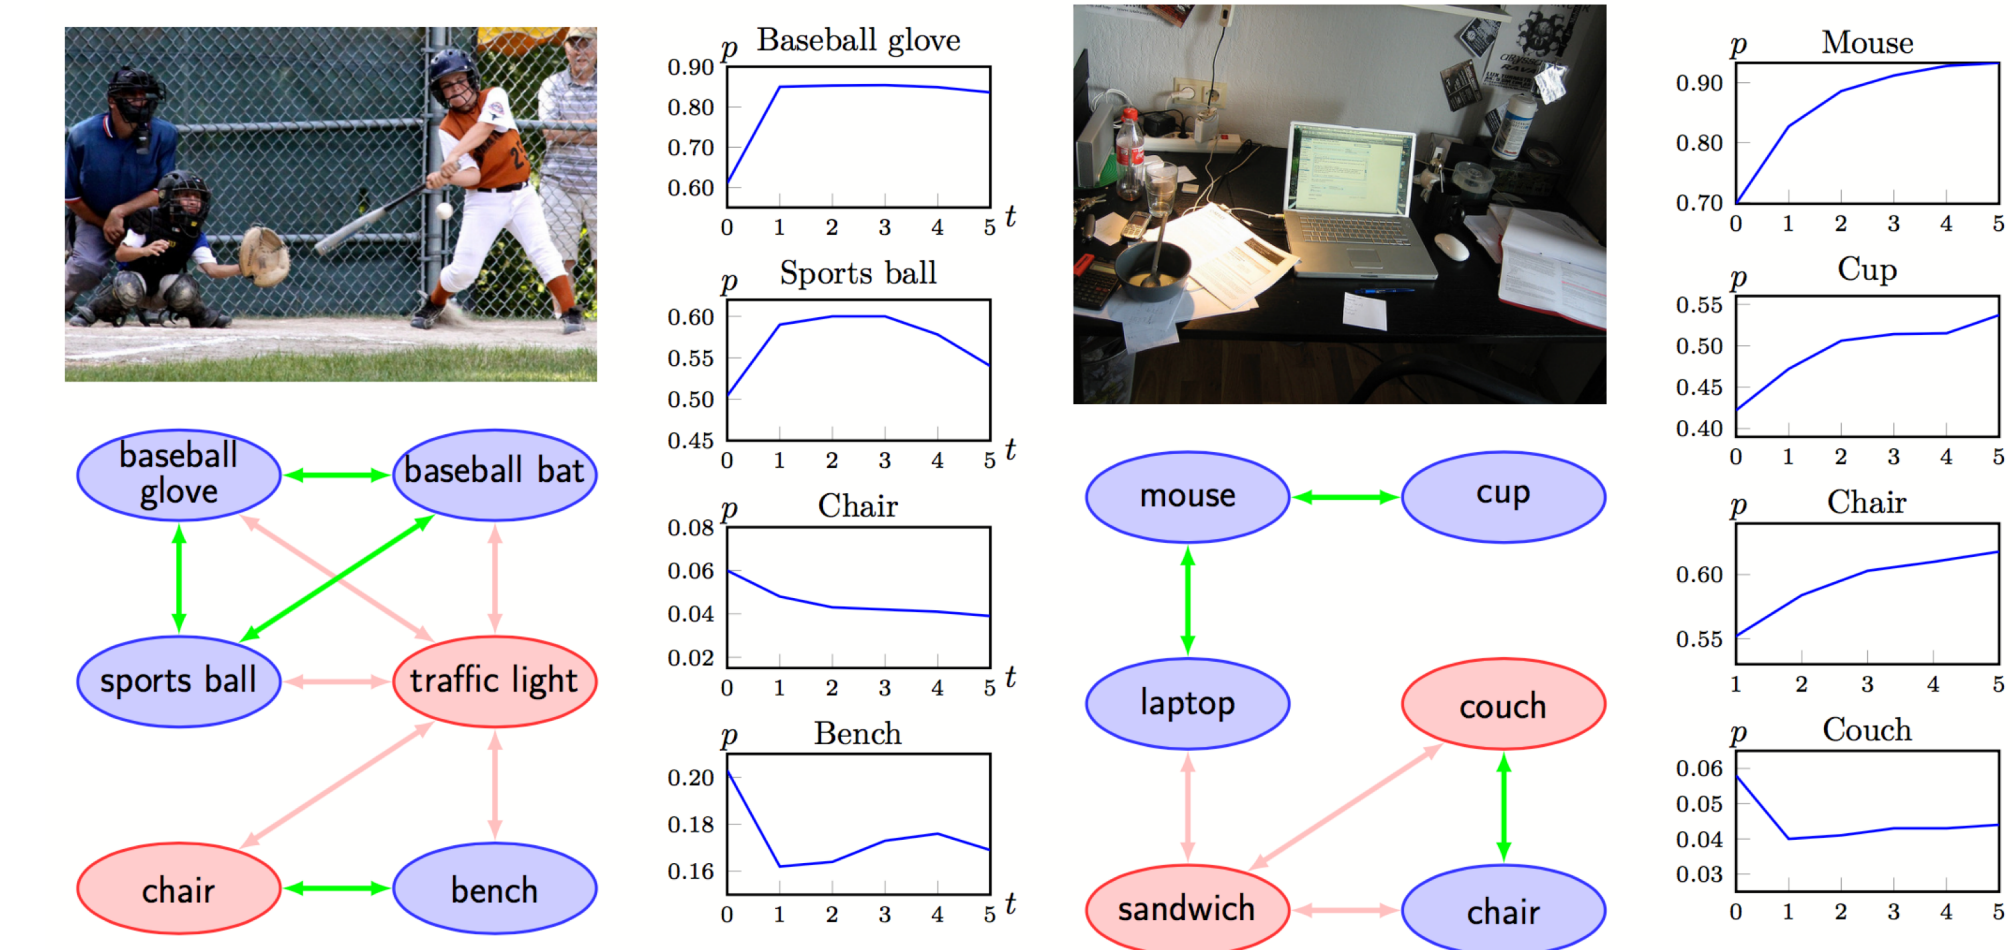 p Baseball glove
0.90
0.80
0.70
0.60
0 1 2 3 4 5 t
p Sports ball
0.60
0.55
0.50
0.45
0 1 2 3 4 5 t
p Chair
0.08
0.06
0.04
0.02
0 1 2 3 4 5 t
p Bench
0.20
0.18
0.16
0 1 2 3 4 5 t
baseball
glove
baseball bat
sports ball
traffic light
chair
bench
p Mouse
0.90
0.80
0.70
0 1 2 3 4 5
p Cup
0.55
0.50
0.45
0.40
0 1 2 3 4 5
p Chair
0.60
0.55
1 2 3 4 5
p Couch
0.06
0.05
0.04
0.03
0 1 2 3 4 5
mouse
cup
laptop
couch
sandwich
chair